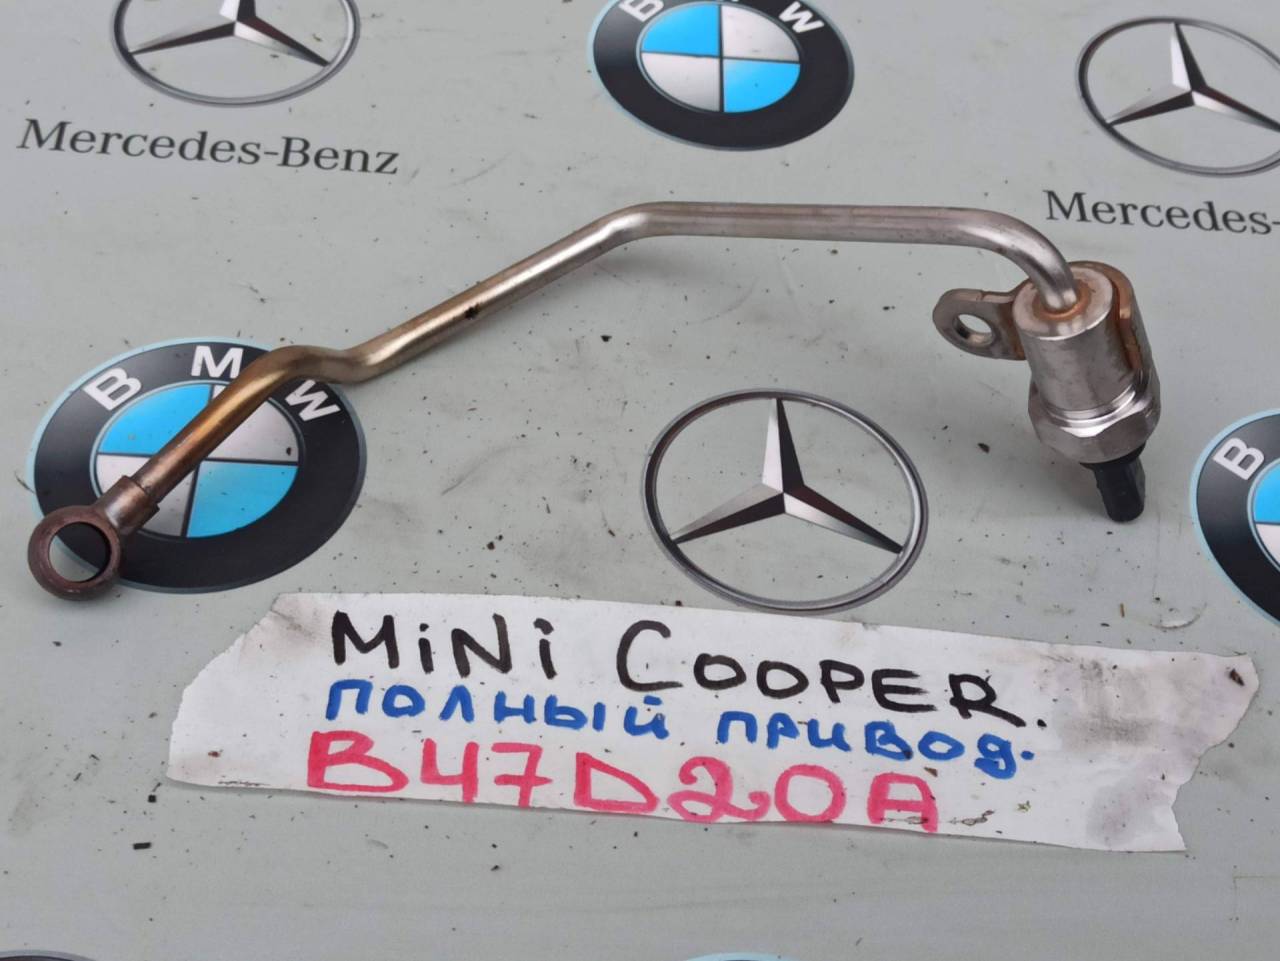 BMW
Mercedes-Benz
Mercedes-
BMW
B
MiNi COOPER.
ПОЛНЫЙ ПРИВОД.
B47D20A